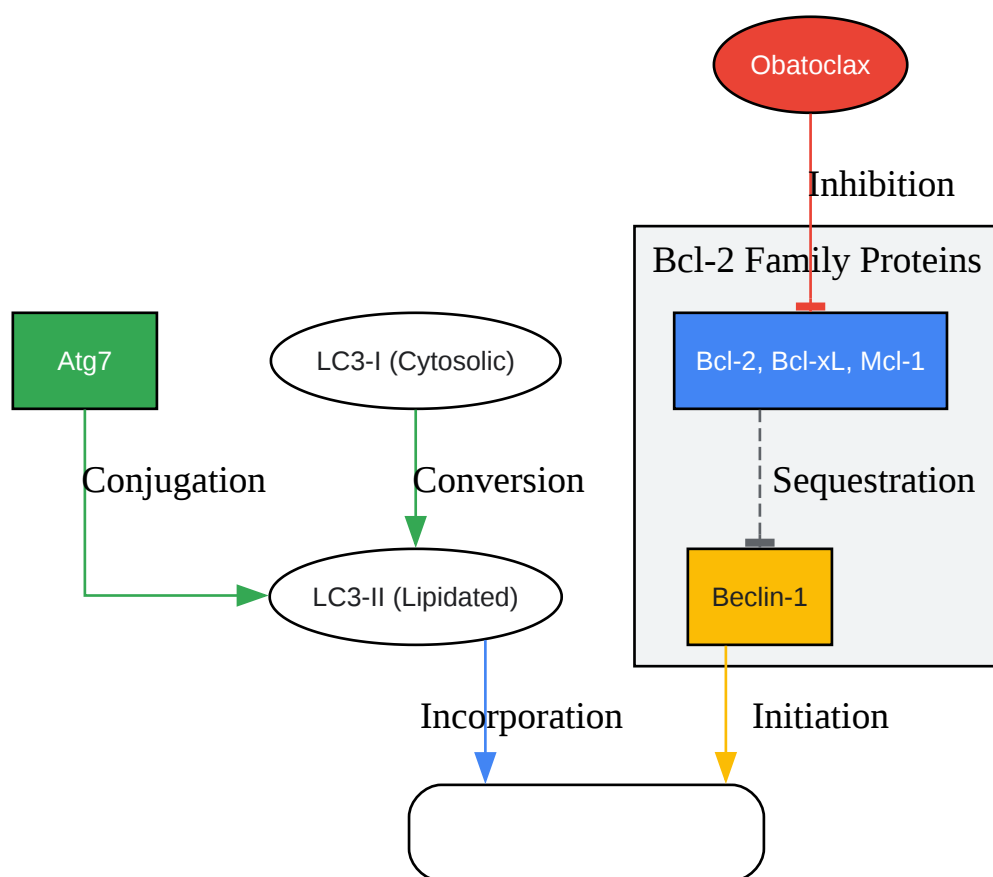 Obatoclax
Inhibition
Bcl-2 Family Proteins
Atg7
LC3-I (Cytosolic)
Bcl-2, Bcl-xL, Mcl-1
Conjugation
Conversion
Sequestration
LC3-II (Lipidated)
Beclin-1
Incorporation
Initiation